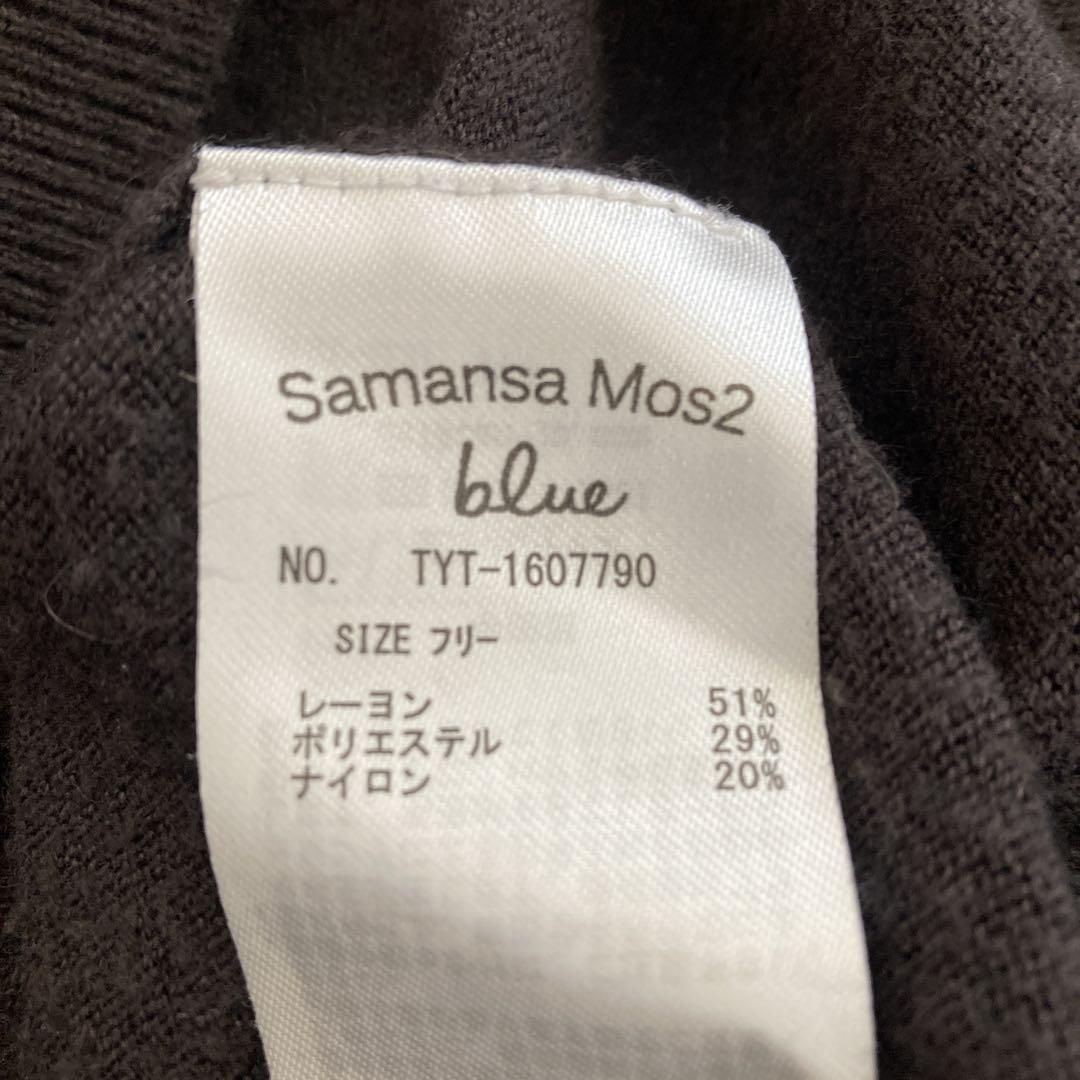 Samansa Mos2
blue
NO. TYT-1607790
SIZE フリー
レーヨン 51%
ポリエステル 29%
ナイロン 20%